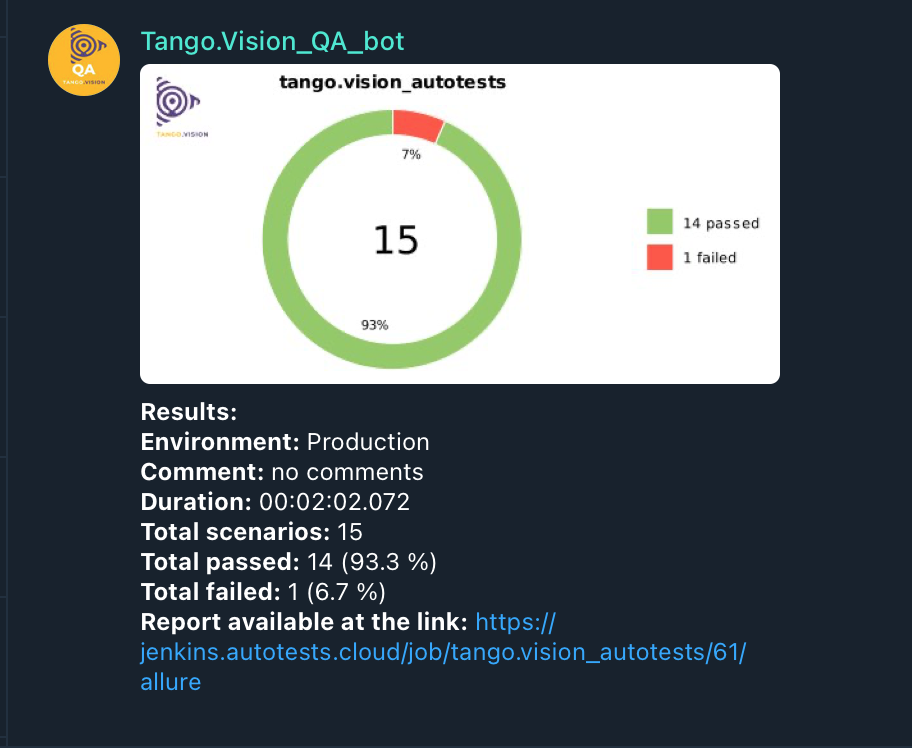 Tango.Vision_QA_bot
QA
TANGO.VISION
tango.vision_autotests
TANGO.VISION
7%
15
14 passed
1 failed
93%
Results:
Environment: Production
Comment: no comments
Duration: 00:02:02.072
Total scenarios: 15
Total passed: 14 (93.3 %)
Total failed: 1 (6.7 %)
Report available at the link: https://
jenkins.autotests.cloud/job/tango.vision_autotests/61/
allure